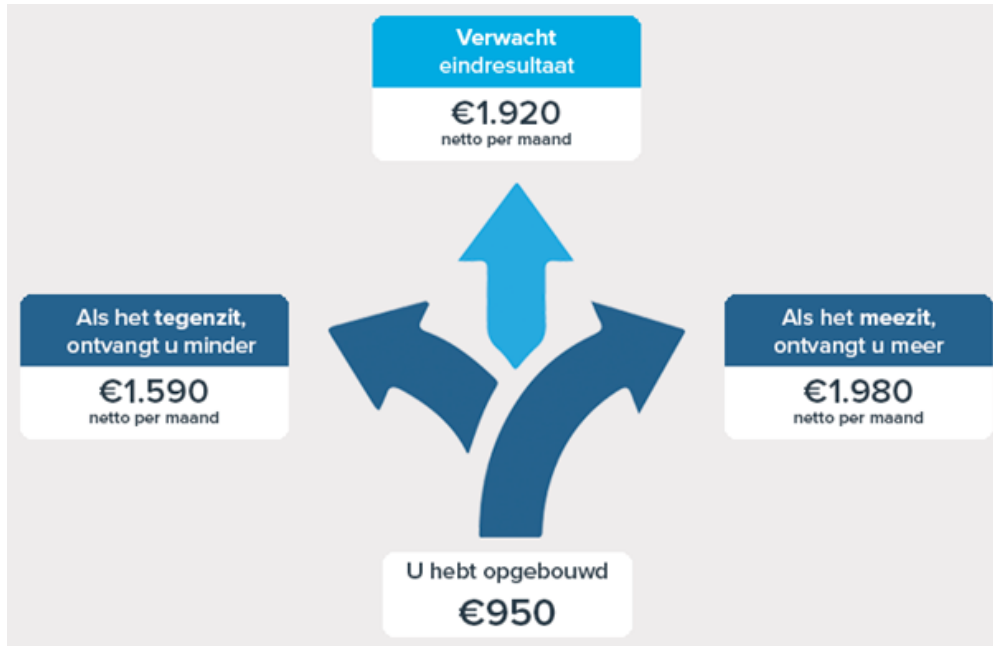 Verwacht
eindresultaat
€1.920
netto per maand
Als het tegenzit,
ontvangt u minder
€1.590
netto per maand
Als het meezit,
ontvangt u meer
€1.980
netto per maand
U hebt opgebouwd
€950